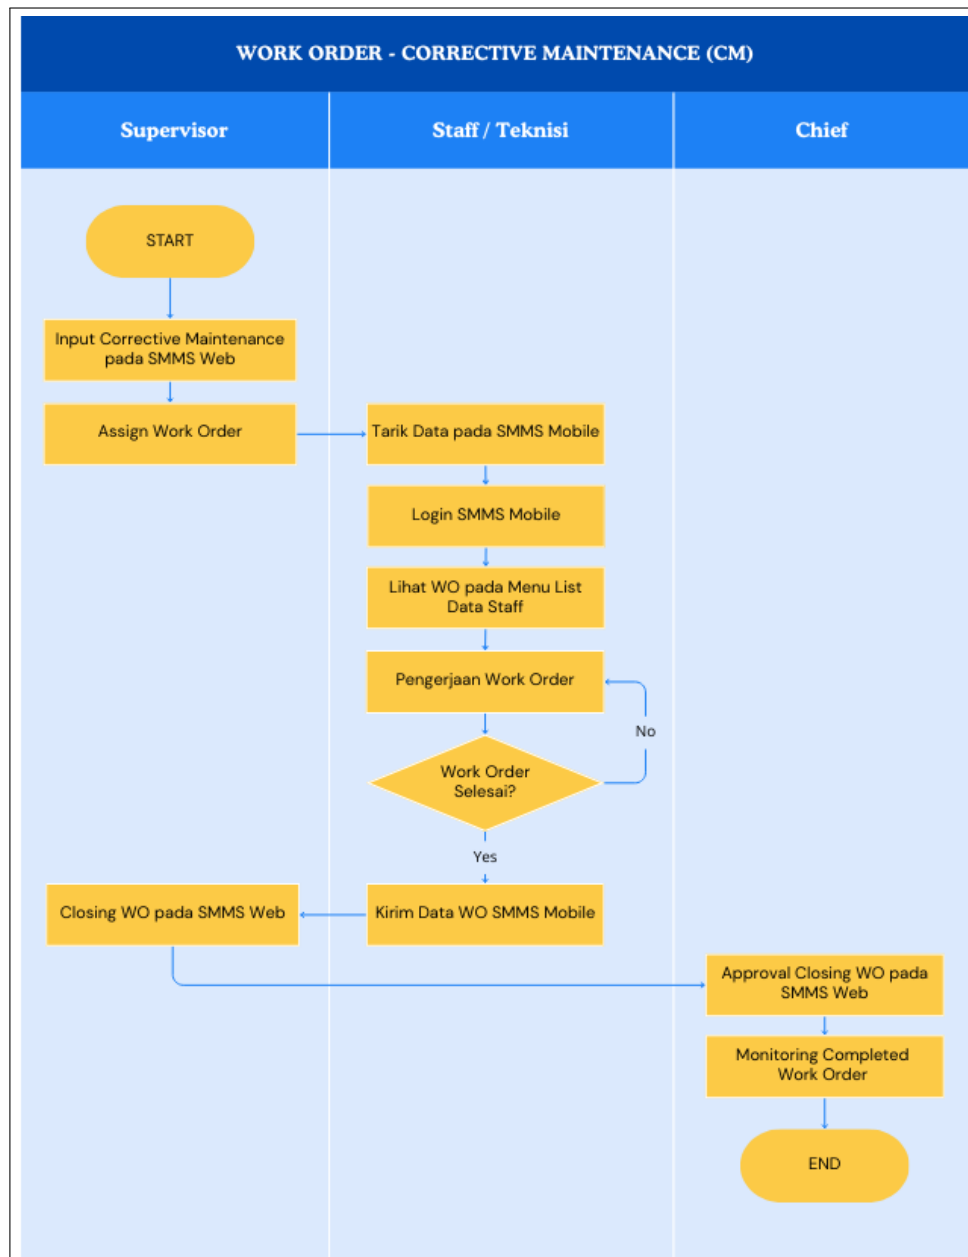 WORK ORDER - CORRECTIVE MAINTENANCE (CM)
Supervisor
Staff / Teknisi
Chief
START
Input Corrective Maintenance
pada SMMS Web
Assign Work Order
Tarik Data pada SMMS Mobile
Login SMMS Mobile
Lihat WO pada Menu List
Data Staff
Pengerjaan Work Order
No
Work Order
Selesai?
Yes
Kirim Data WO SMMS Mobile
Closing WO pada SMMS Web
Approval Closing WO pada
SMMS Web
Monitoring Completed
Work Order
END